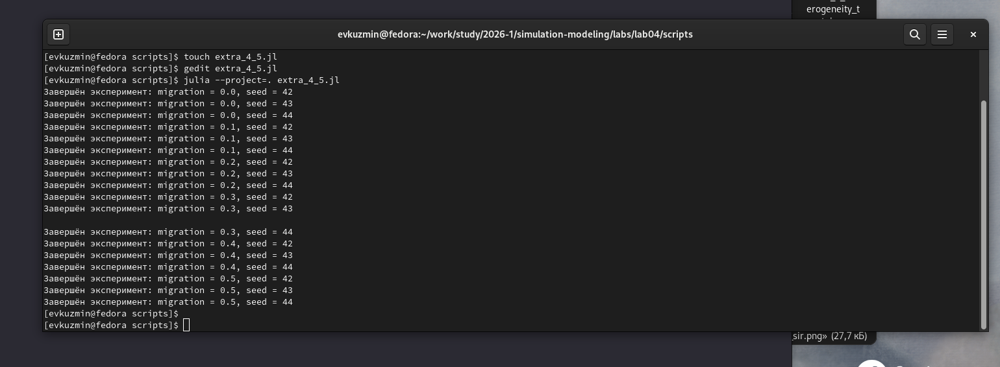 erogeneity_t
evkuzmin@fedora:~/work/study/2026-1/simulation-modeling/labs/lab04/scripts
[evkuzmin@fedora scripts]$ touch extra_4_5.jl
[evkuzmin@fedora scripts]$ gedit extra_4_5.jl
[evkuzmin@fedora scripts]$ julia --project=. extra_4_5.jl
Завершён эксперимент: migration = 0.0, seed = 42
Завершён эксперимент: migration = 0.0, seed = 43
Завершён эксперимент: migration = 0.0, seed = 44
Завершён эксперимент: migration = 0.1, seed = 42
Завершён эксперимент: migration = 0.1, seed = 43
Завершён эксперимент: migration = 0.1, seed = 44
Завершён эксперимент: migration = 0.2, seed = 42
Завершён эксперимент: migration = 0.2, seed = 43
Завершён эксперимент: migration = 0.2, seed = 44
Завершён эксперимент: migration = 0.3, seed = 42
Завершён эксперимент: migration = 0.3, seed = 43
Завершён эксперимент: migration = 0.3, seed = 44
Завершён эксперимент: migration = 0.4, seed = 42
Завершён эксперимент: migration = 0.4, seed = 43
Завершён эксперимент: migration = 0.4, seed = 44
Завершён эксперимент: migration = 0.5, seed = 42
Завершён эксперимент: migration = 0.5, seed = 43
Завершён эксперимент: migration = 0.5, seed = 44
[evkuzmin@fedora scripts]$
[evkuzmin@fedora scripts]$
sir.png» (27,7 кБ)